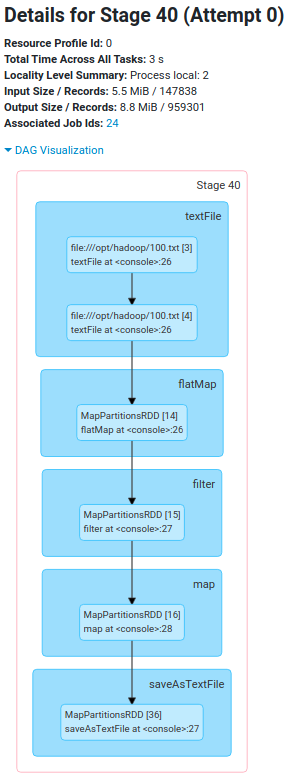 Details for Stage 40 (Attempt 0)
Resource Profile Id: 0
Total Time Across All Tasks: 3 s
Locality Level Summary: Process local: 2
Input Size / Records: 5.5 MiB / 147838
Output Size / Records: 8.8 MiB / 959301
Associated Job Ids: 24
DAG Visualization
Stage 40
textFile
file:///opt/hadoop/100.txt [3]
textFile at <console>:26
file:///opt/hadoop/100.txt [4]
textFile at <console>:26
flatMap
MapPartitionsRDD [14]
flatMap at <console>:26
filter
MapPartitionsRDD [15]
filter at <console>:27
map
MapPartitionsRDD [16]
map at <console>:28
saveAsTextFile
MapPartitionsRDD [36]
saveAsTextFile at <console>:27